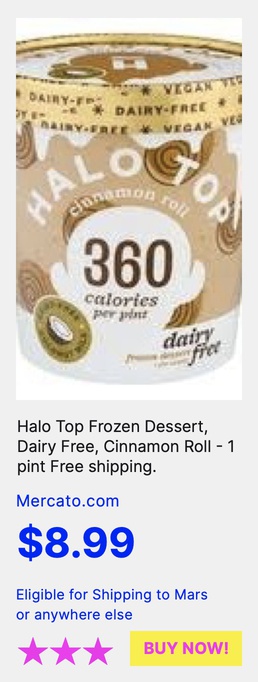 H
DAIRY-FREE VEGAN
DAIRY-FREE
DAIRY-FREE VEGAN
HALO TOP
cinnamon roll
360
calories
per pint
COCONUT MILK
dairy
free
frozen dessert
Halo Top Frozen Dessert,
Dairy Free, Cinnamon Roll - 1
pint Free shipping.
Mercato.com
$8.99
Eligible for Shipping to Mars
or anywhere else
BUY NOW!